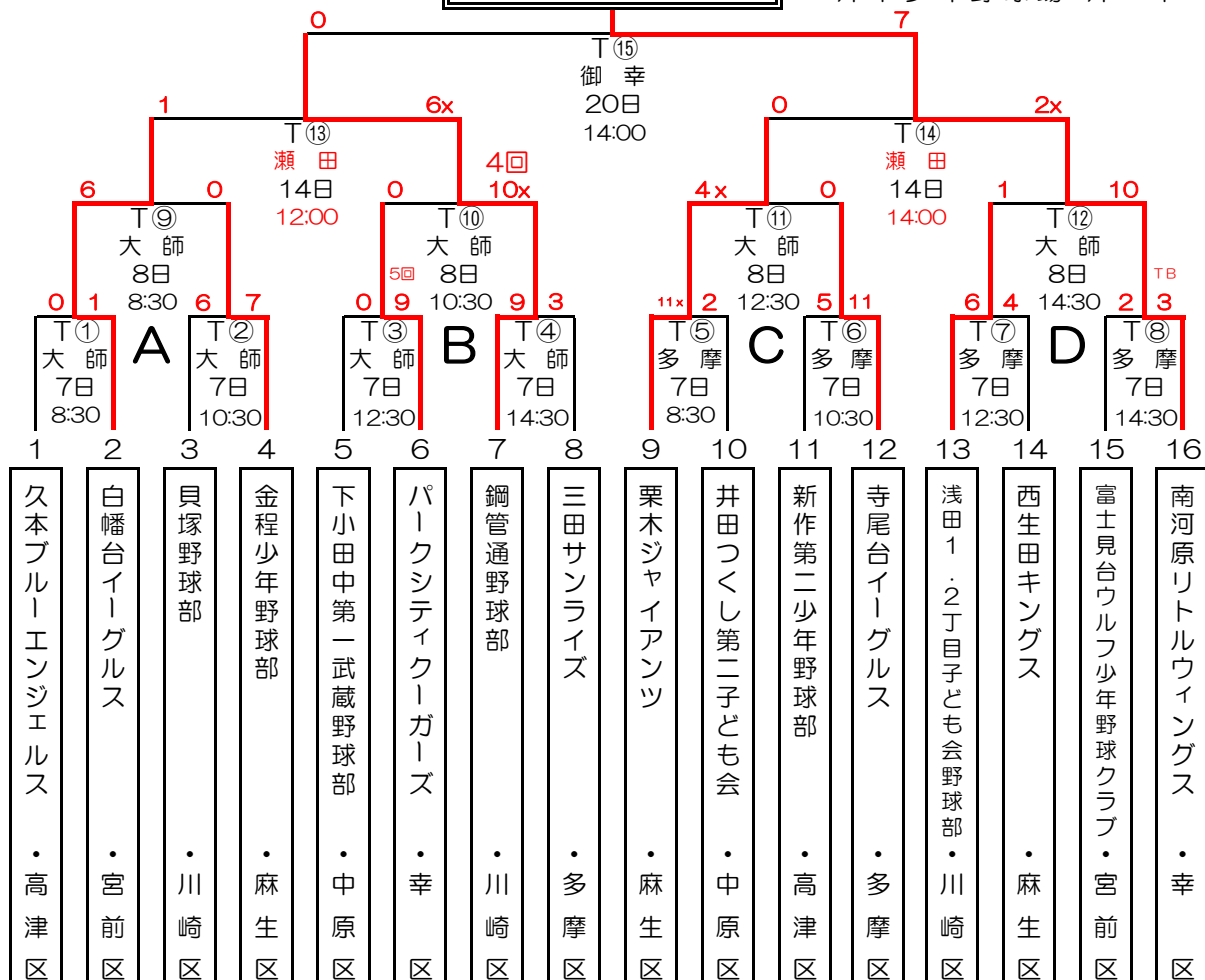 0
7
T⑮
御幸
20日
14:00
1
6x
T⑬
瀬田
14日
12:00
0
2x
T⑭
瀬田
14日
14:00
6
0
T⑨
大師
8日
8:30
0
4回
10x
T⑩
大師
8日
10:30
4x
0
T⑪
大師
8日
12:30
1
10
T⑫
大師
8日
14:30
0
1
T①
大師
7日
8:30
A
6
7
T②
大師
7日
10:30
5回
0
9
T③
大師
7日
12:30
B
9
3
T④
大師
7日
14:30
11x
2
T⑤
多摩
7日
8:30
C
5
11
T⑥
多摩
7日
10:30
6
4
T⑦
多摩
7日
12:30
D
TB
2
3
T⑧
多摩
7日
14:30
1
久本ブルーエンジェルス・高津区
2
白幡台イーグルス・宮前区
3
貝塚野球部・川崎区
4
金程少年野球部・麻生区
5
下小田中第一武蔵野球部・中原区
6
パークシティクーガーズ・幸区
7
鋼管通野球部・川崎区
8
三田サンライズ・多摩区
9
栗木ジャイアンツ・麻生区
10
井田つくし第二子ども会・中原区
11
新作第二少年野球部・高津区
12
寺尾台イーグルス・多摩区
13
浅田1.2丁目子ども会野球部・川崎区
14
西生田キングス・麻生区
15
富士見台ウルフ少年野球クラブ・宮前区
16
南河原リトルウィングス・幸区